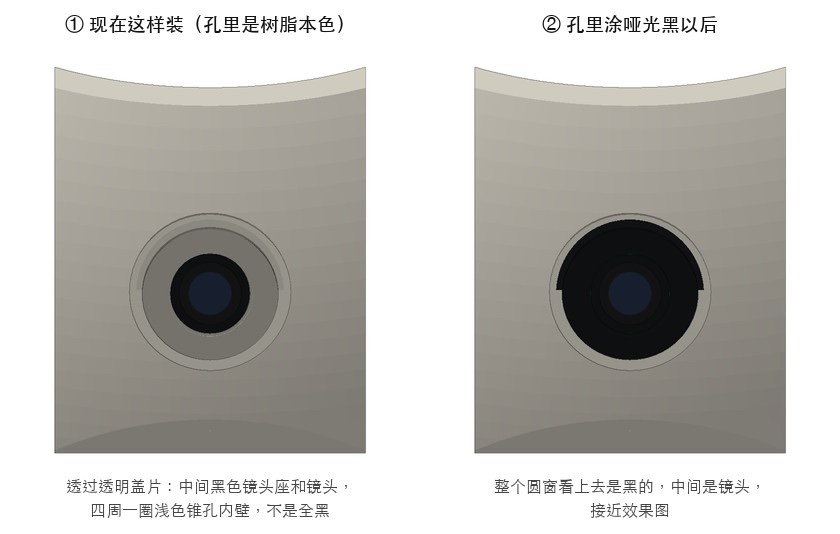 ① 现在这样装（孔里是树脂本色）
② 孔里涂哑光黑以后
透过透明盖片：中间黑色镜头座和镜头，
四周一圈浅色锥孔内壁，不是全黑
整个圆窗看上去是黑的，中间是镜头，
接近效果图